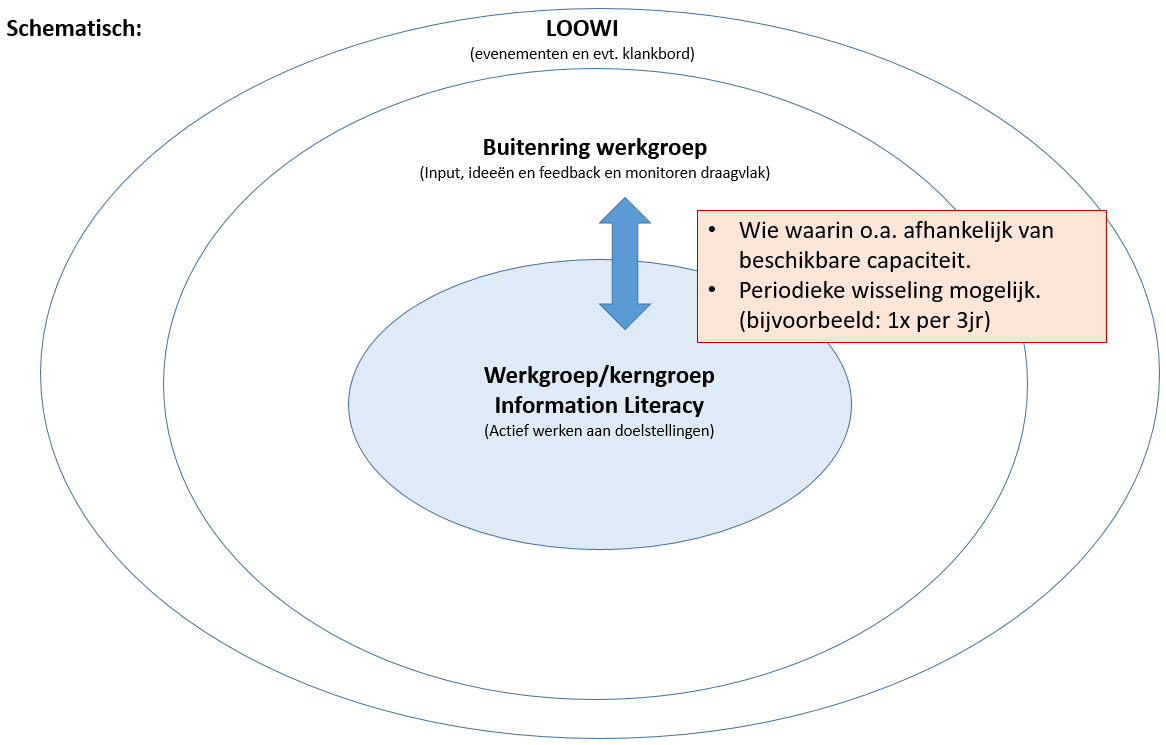 Schematisch:
LOOWI
(evenementen en evt. klankbord)
Buitenring werkgroep
(Input, ideeën en feedback en monitoren draagvlak)
• Wie waarin o.a. afhankelijk van
beschikbare capaciteit.
• Periodieke wisseling mogelijk.
(bijvoorbeeld: 1x per 3jr)
Werkgroep/kerngroep
Information Literacy
(Actief werken aan doelstellingen)